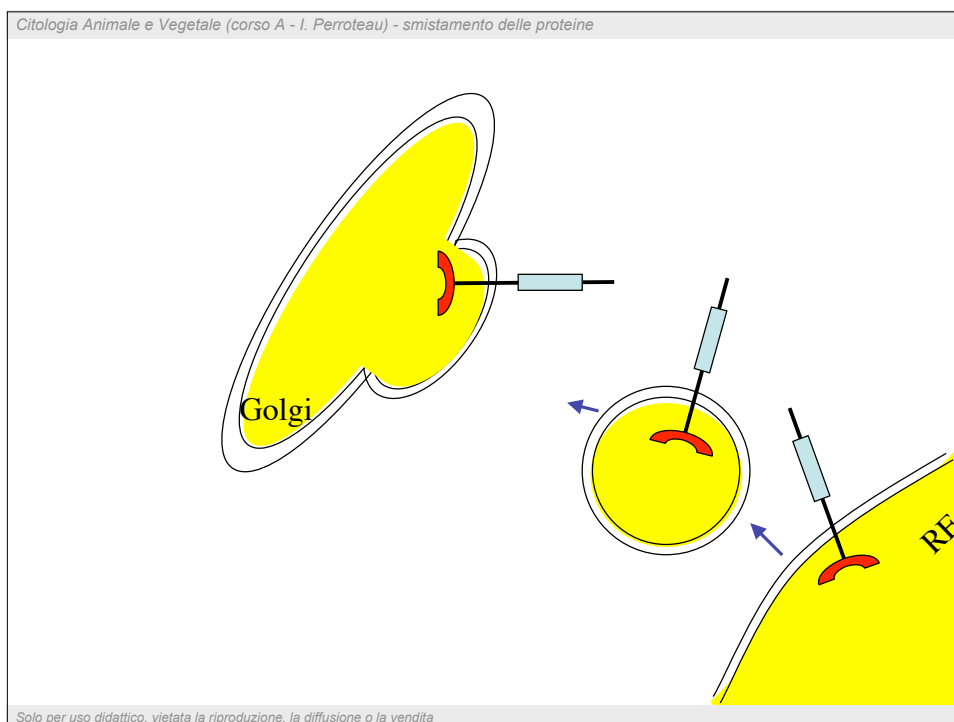 Citologia Animale e Vegetale (corso A - I. Perroteau) - smistamento delle proteine
Golgi
RE
Solo per uso didattico, vietata la riproduzione, la diffusione o la vendita